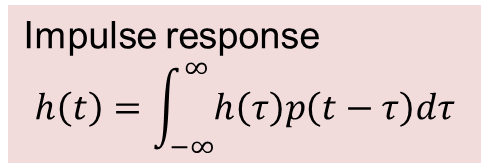 Impulse response
h(t) = ∫_{-∞}^{∞} h(τ)p(t − τ)dτ